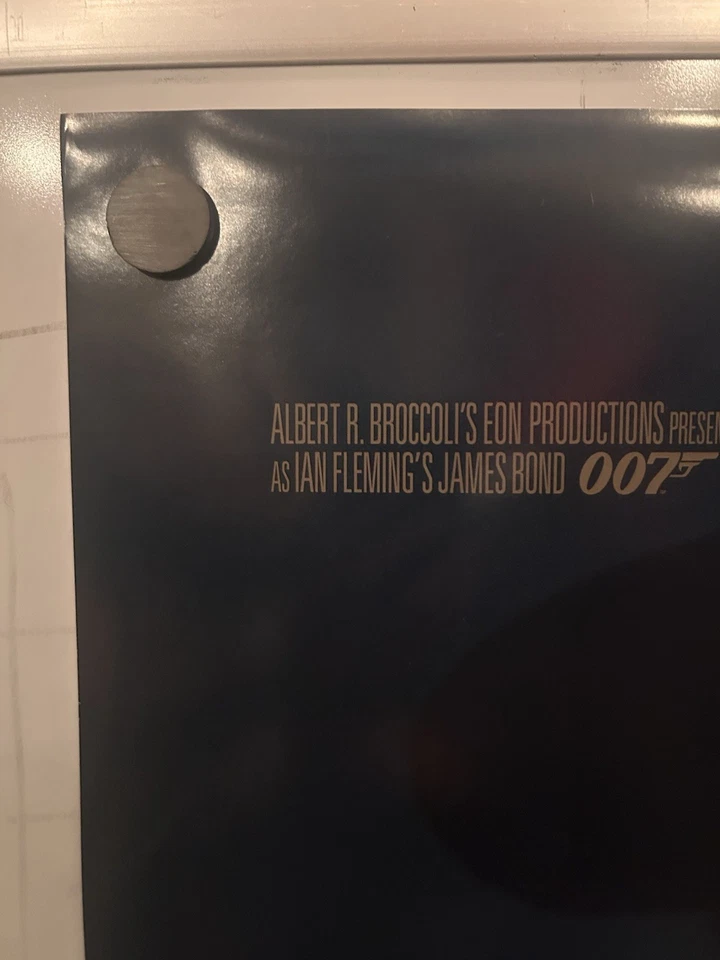 ALBERT R. BROCCOLI'S EON PRODUCTIONS PRESEN
AS IAN FLEMING'S JAMES BOND 007